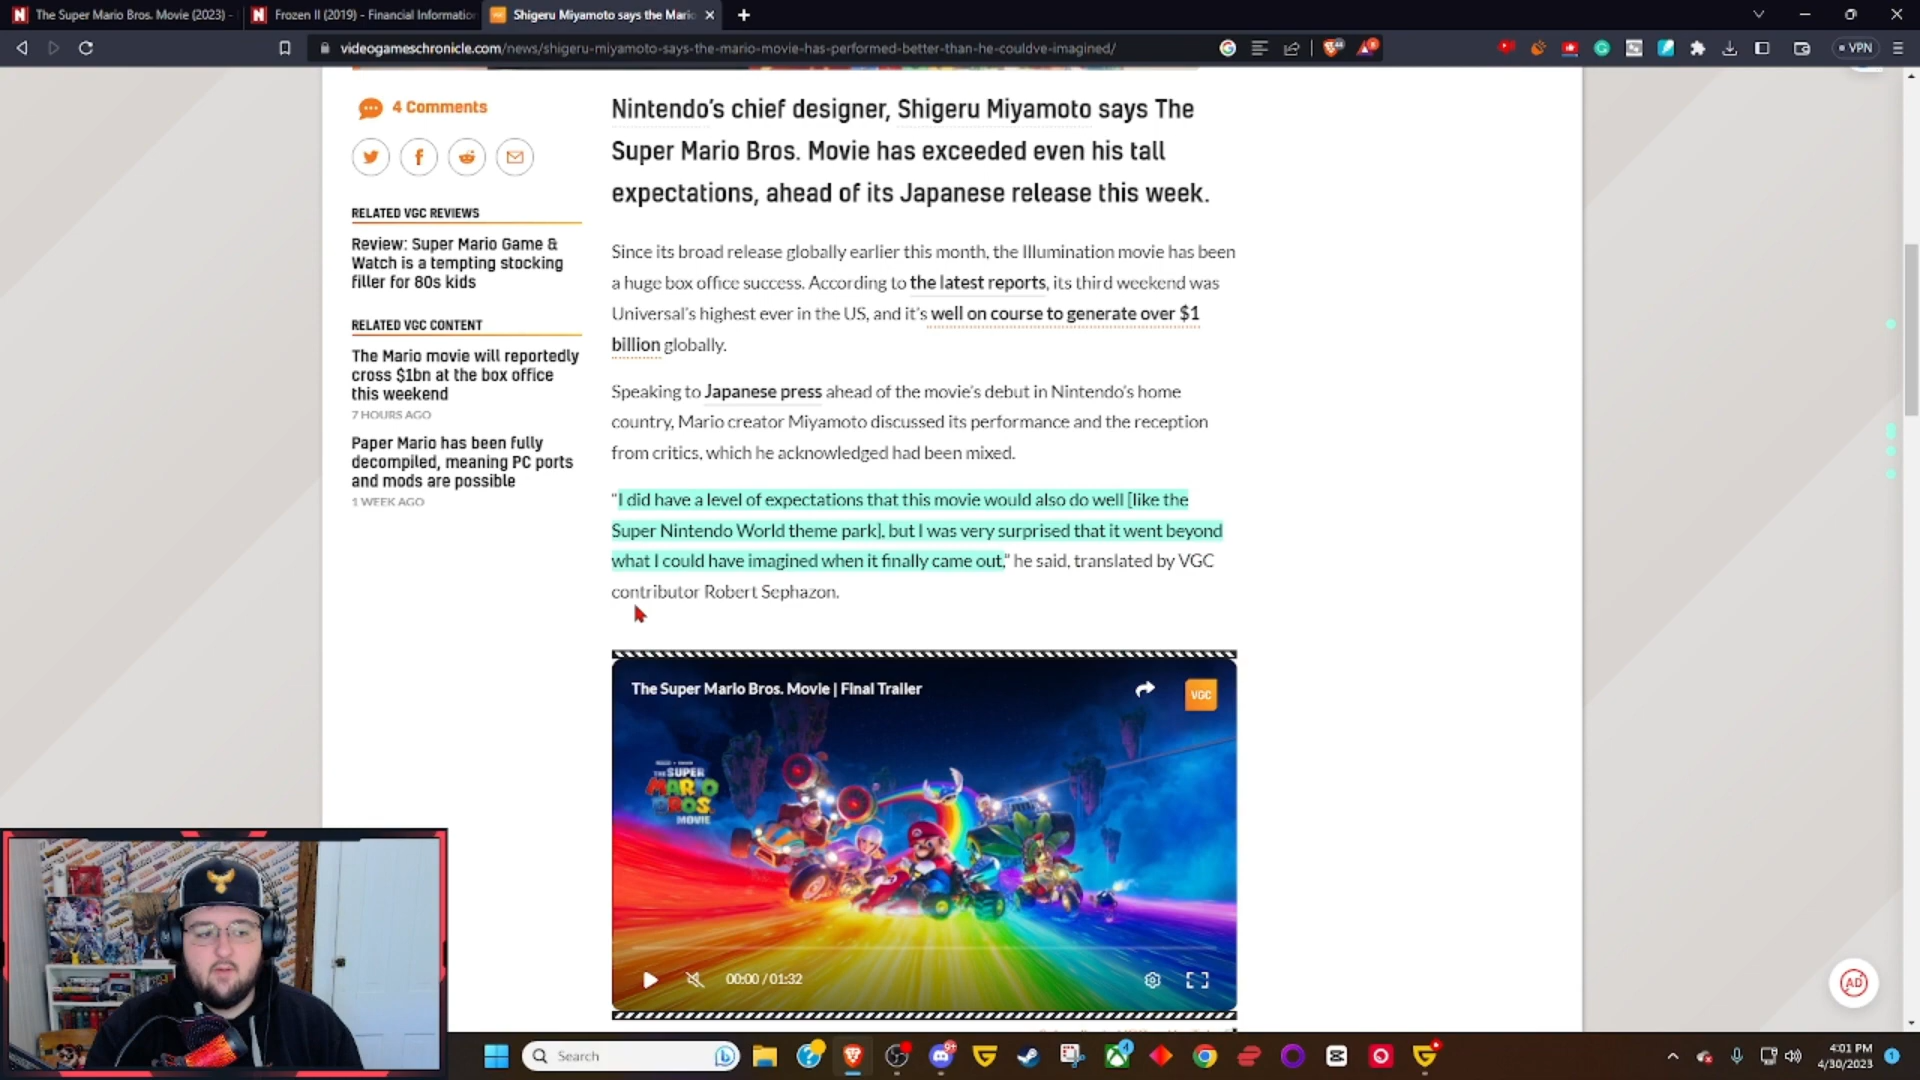 The Super Mario Bros. Movie (2023) -
Frozen II (2019) - Financial Information
Shigeru Miyamoto says the Mario
videogameschronicle.com/news/shigeru-miyamoto-says-the-mario-movie-has-performed-better-than-he-couldve-imagined/
VPN
4 Comments
RELATED VGC REVIEWS
Review: Super Mario Game &
Watch is a tempting stocking
filler for 80s kids
RELATED VGC CONTENT
The Mario movie will reportedly
cross $1bn at the box office
this weekend
7 HOURS AGO
Paper Mario has been fully
decompiled, meaning PC ports
and mods are possible
1 WEEK AGO
Nintendo's chief designer, Shigeru Miyamoto says The
Super Mario Bros. Movie has exceeded even his tall
expectations, ahead of its Japanese release this week.
Since its broad release globally earlier this month, the Illumination movie has been
a huge box office success. According to the latest reports, its third weekend was
Universal's highest ever in the US, and it's well on course to generate over $1
billion globally.
Speaking to Japanese press ahead of the movie's debut in Nintendo's home
country, Mario creator Miyamoto discussed its performance and the reception
from critics, which he acknowledged had been mixed.
"I did have a level of expectations that this movie would also do well [like the
Super Nintendo World theme park], but I was very surprised that it went beyond
what I could have imagined when it finally came out," he said, translated by VGC
contributor Robert Sephazon.
The Super Mario Bros. Movie | Final Trailer
VGC
THE SUPER
MARIO
BROS.
MOVIE
00:00 / 01:32
AD
Search
4:01 PM
4/30/2023